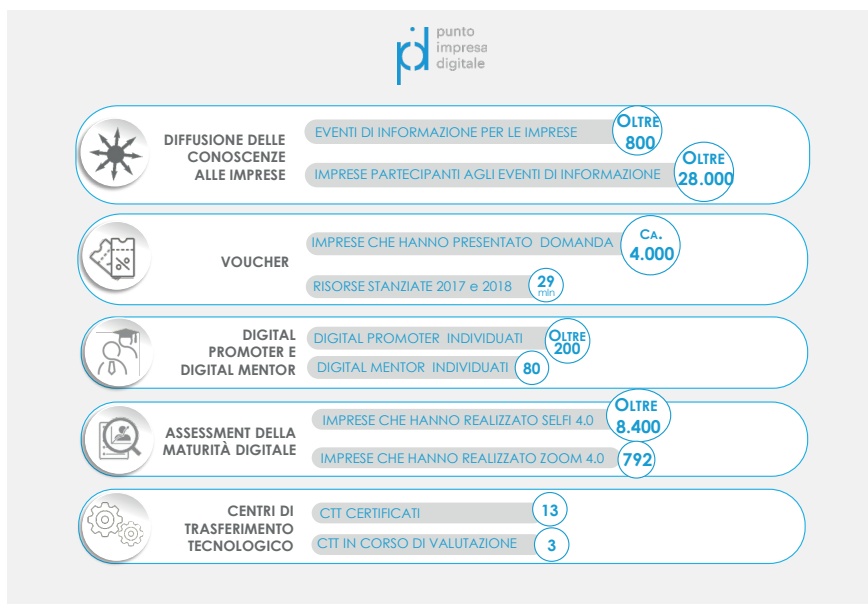 punto
impresa
digitale
DIFFUSIONE DELLE
CONOSCENZE
ALLE IMPRESE
EVENTI DI INFORMAZIONE PER LE IMPRESE
OLTRE
800
IMPRESE PARTECIPANTI AGLI EVENTI DI INFORMAZIONE
OLTRE
28.000
VOUCHER
IMPRESE CHE HANNO PRESENTATO DOMANDA
CA.
4.000
RISORSE STANZIATE 2017 e 2018
29
mln
DIGITAL
PROMOTER E
DIGITAL MENTOR
DIGITAL PROMOTER INDIVIDUATI
OLTRE
200
DIGITAL MENTOR INDIVIDUATI
80
ASSESSMENT DELLA
MATURITÀ DIGITALE
IMPRESE CHE HANNO REALIZZATO SELFI 4.0
OLTRE
8.400
IMPRESE CHE HANNO REALIZZATO ZOOM 4.0
792
CENTRI DI
TRASFERIMENTO
TECNOLOGICO
CTT CERTIFICATI
13
CTT IN CORSO DI VALUTAZIONE
3